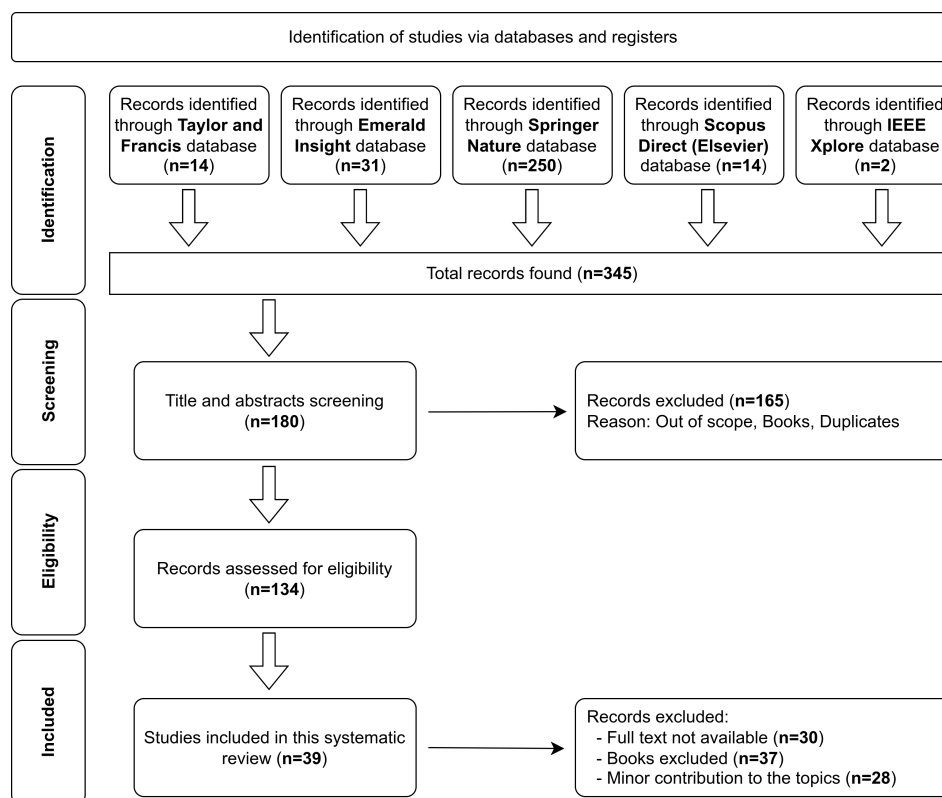 Identification of studies via databases and registers
Identification
Records identified
through Taylor and
Francis database
(n=14)
Records identified
through Emerald
Insight database
(n=31)
Records identified
through Springer
Nature database
(n=250)
Records identified
through Scopus
Direct (Elsevier)
database (n=14)
Records identified
through IEEE
Xplore database
(n=2)
Total records found (n=345)
Screening
Title and abstracts screening
(n=180)
Records excluded (n=165)
Reason: Out of scope, Books, Duplicates
Eligibility
Records assessed for eligibility
(n=134)
Included
Studies included in this systematic
review (n=39)
Records excluded:
- Full text not available (n=30)
- Books excluded (n=37)
- Minor contribution to the topics (n=28)